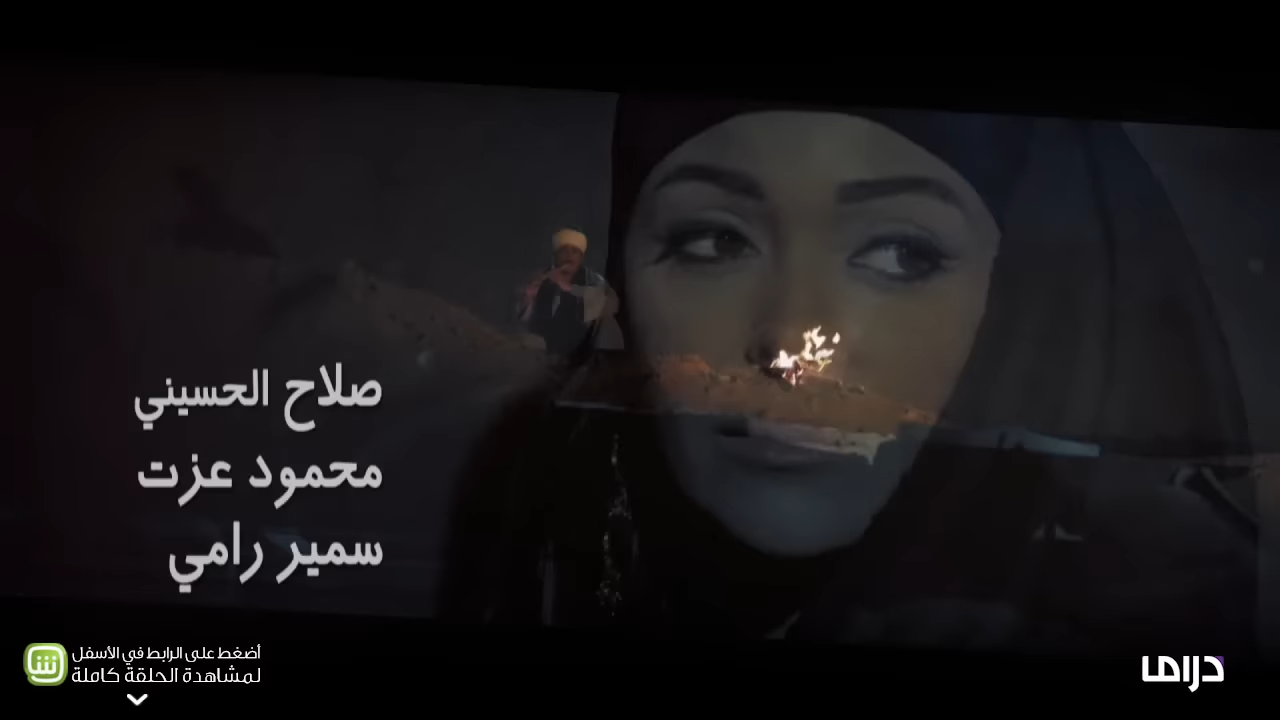 صلاح الحسيني
محمود عزت
سمير رامي
أضغط على الرابط في الأسفل
لمشاهدة الحلقة كاملة
دراما